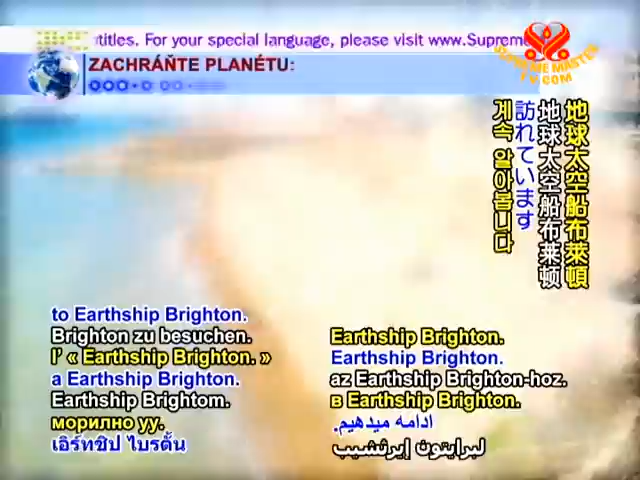 titles. For your special language, please visit www.Supreme
SUPREME MASTER
TV.COM
ZACHRÁŇTE PLANÉTU:
地球太空船布萊頓
地球太空船布莱顿
訪れています
계속 알아봅니다
to Earthship Brighton.
Brighton zu besuchen.
l' « Earthship Brighton. »
a Earthship Brighton.
Earthship Brightom.
морилно уу.
เอิร์ทชิป ไบรตั้น
Earthship Brighton.
Earthship Brighton.
az Earthship Brighton-hoz.
в Earthship Brighton.
ادامه میدهیم.
لبرايتون إيرثشيب